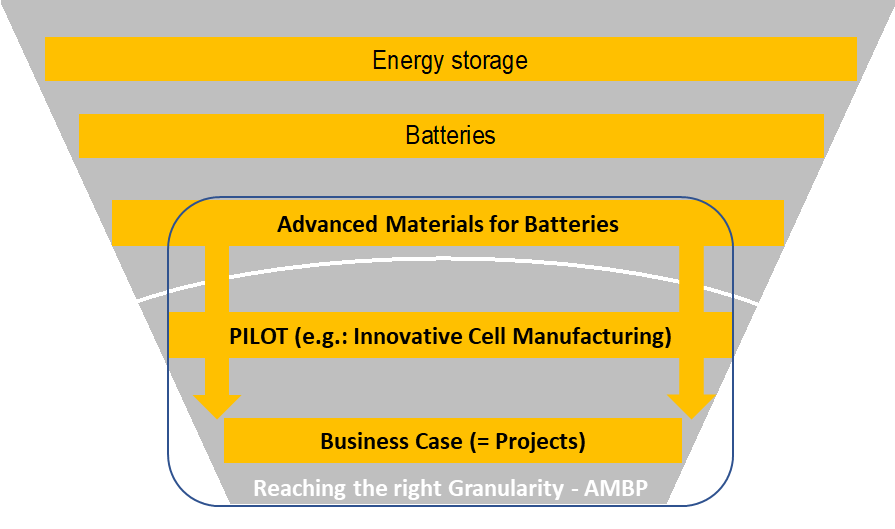 Energy storage
Batteries
Advanced Materials for Batteries
PILOT (e.g.: Innovative Cell Manufacturing)
Business Case (= Projects)
Reaching the right Granularity - AMBP